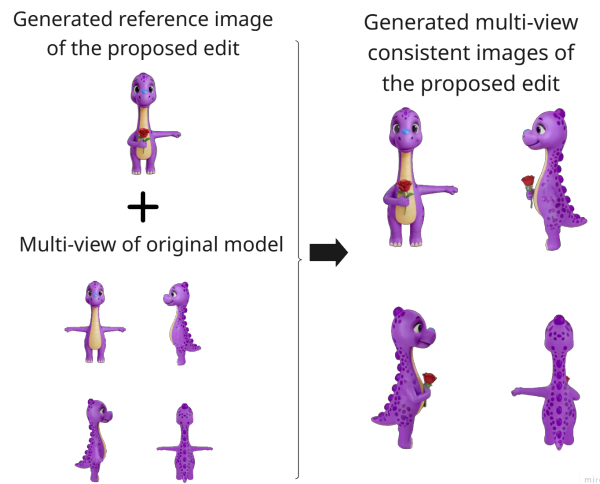 Generated reference image
of the proposed edit
Multi-view of original model
Generated multi-view
consistent images of
the proposed edit